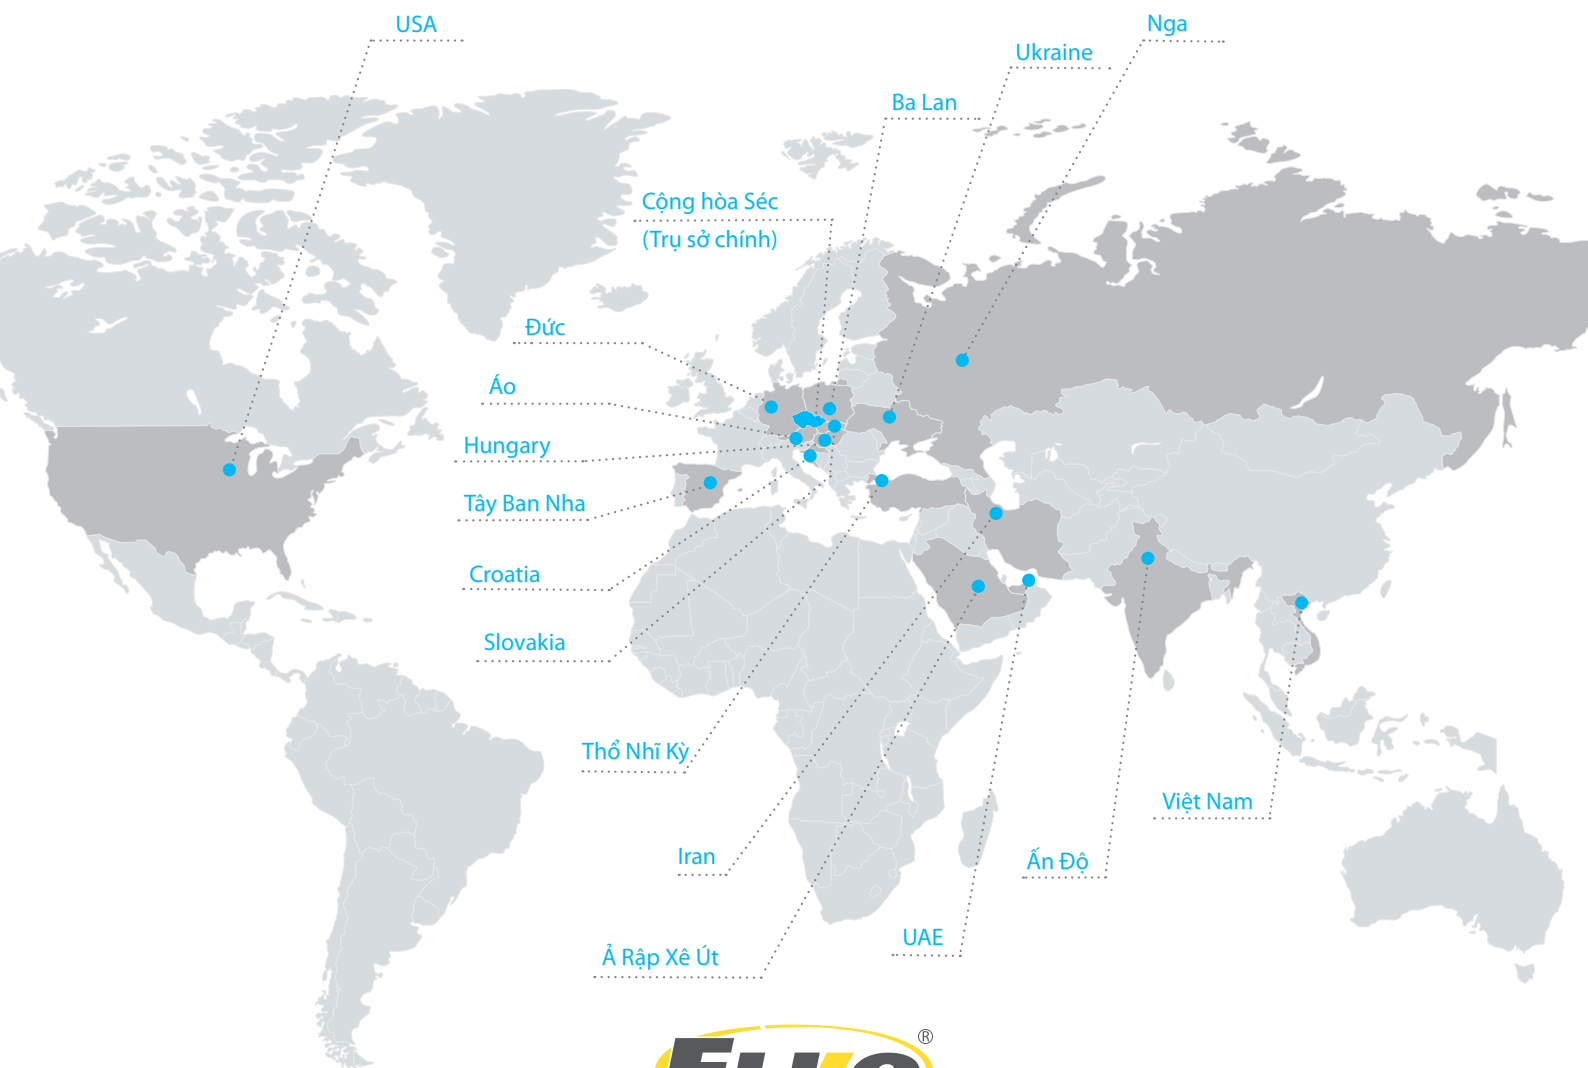 USA
Nga
Ukraine
Ba Lan
Cộng hòa Séc
(Trụ sở chính)
Đức
Áo
Hungary
Tây Ban Nha
Croatia
Slovakia
Thổ Nhĩ Kỳ
Việt Nam
Iran
Ấn Độ
UAE
Ả Rập Xê Út
®